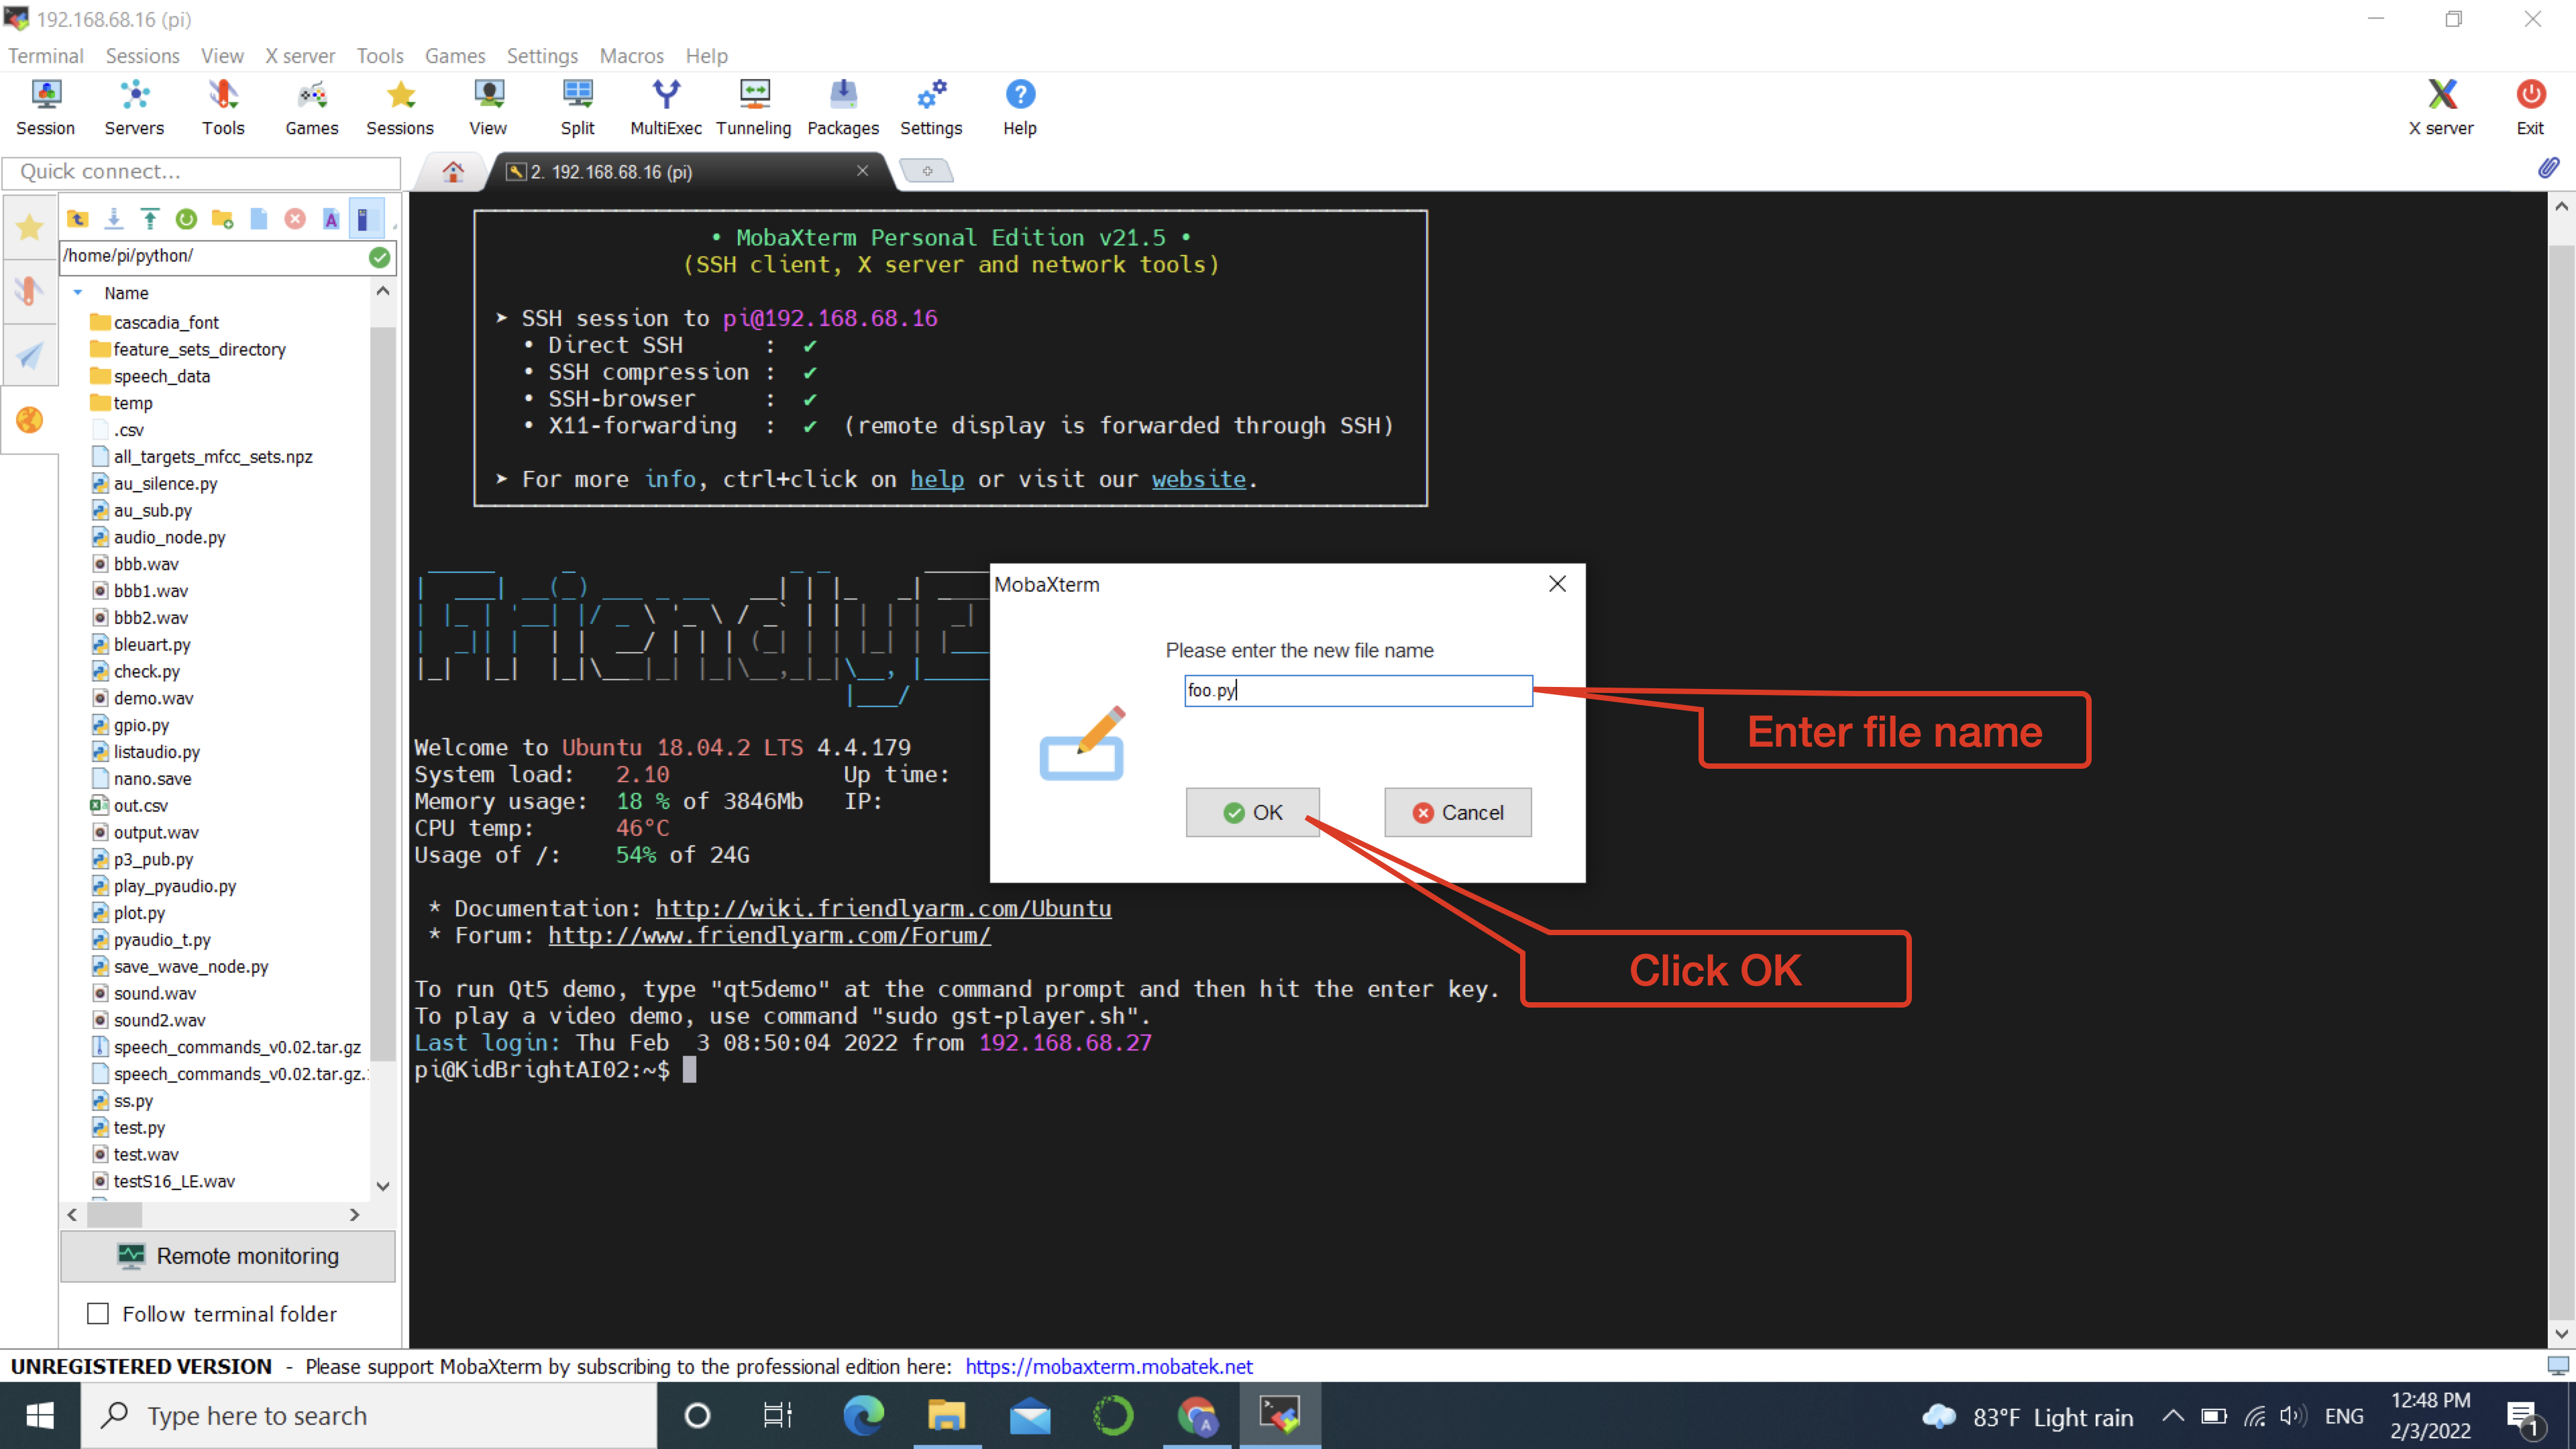 192.168.68.16 (pi)
Terminal Sessions View X server Tools Games Settings Macros Help
Session Servers Tools Games Sessions View Split MultiExec Tunneling Packages Settings Help X server Exit
Quick connect...
2. 192.168.68.16 (pi)
/home/pi/python/
Name
cascadia_font
feature_sets_directory
speech_data
temp
.csv
all_targets_mfcc_sets.npz
au_silence.py
au_sub.py
audio_node.py
bbb.wav
bbb1.wav
bbb2.wav
bleuart.py
check.py
demo.wav
gpio.py
listaudio.py
nano.save
out.csv
output.wav
p3_pub.py
play_pyaudio.py
plot.py
pyaudio_t.py
save_wave_node.py
sound.wav
sound2.wav
speech_commands_v0.02.tar.gz
speech_commands_v0.02.tar.gz.
ss.py
test.py
test.wav
testS16_LE.wav
Remote monitoring
Follow terminal folder
• MobaXterm Personal Edition v21.5 •
(SSH client, X server and network tools)
➤ SSH session to pi@192.168.68.16
• Direct SSH : ✔
• SSH compression : ✔
• SSH-browser : ✔
• X11-forwarding : ✔ (remote display is forwarded through SSH)
➤ For more info, ctrl+click on help or visit our website.
FriendlyE
Welcome to Ubuntu 18.04.2 LTS 4.4.179
System load: 2.10 Up time:
Memory usage: 18 % of 3846Mb IP:
CPU temp: 46°C
Usage of /: 54% of 24G
* Documentation: http://wiki.friendlyarm.com/Ubuntu
* Forum: http://www.friendlyarm.com/Forum/
To run Qt5 demo, type "qt5demo" at the command prompt and then hit the enter key.
To play a video demo, use command "sudo gst-player.sh".
Last login: Thu Feb 3 08:50:04 2022 from 192.168.68.27
pi@KidBrightAI02:~$
MobaXterm
Please enter the new file name
foo.py
OK Cancel
Enter file name
Click OK
UNREGISTERED VERSION - Please support MobaXterm by subscribing to the professional edition here: https://mobaxterm.mobatek.net
Type here to search
83°F Light rain
ENG
12:48 PM
2/3/2022
1